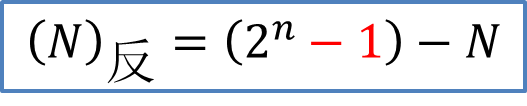 (N)反 = (2ⁿ − 1) − N